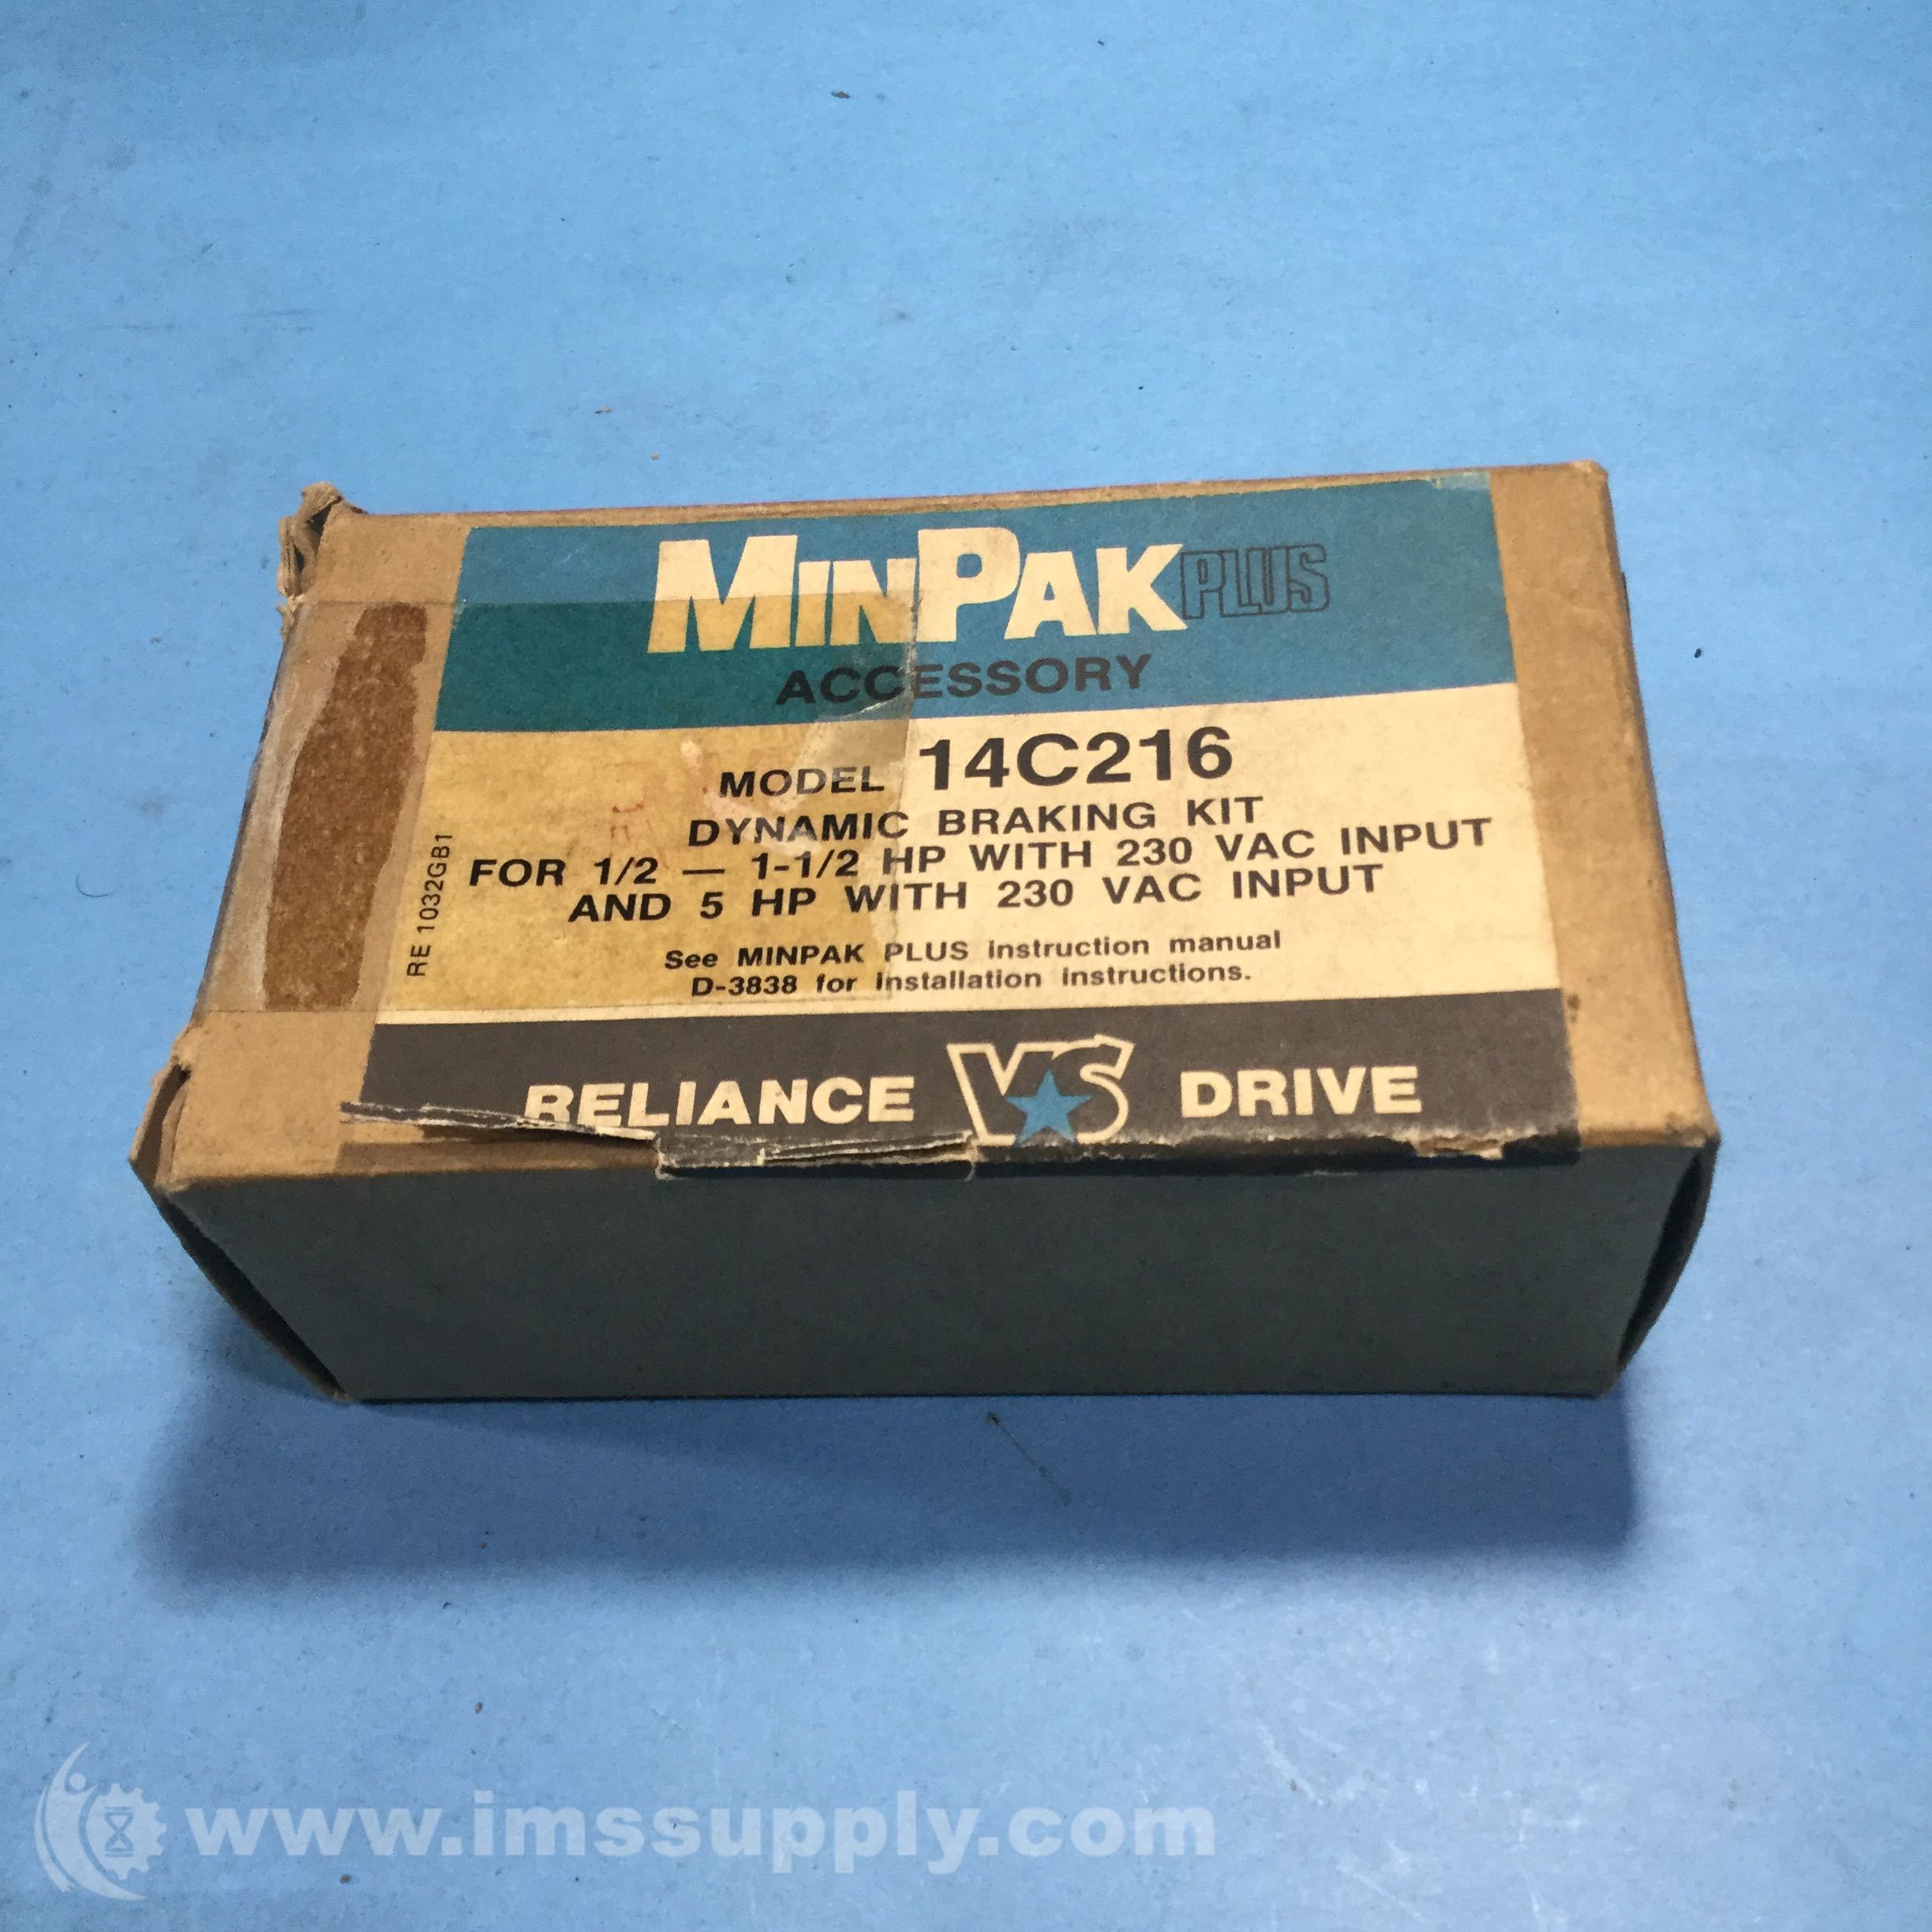 MINPAK PLUS
ACCESSORY
MODEL 14C216
DYNAMIC BRAKING KIT
FOR 1/2 — 1-1/2 HP WITH 230 VAC INPUT
AND 5 HP WITH 230 VAC INPUT
See MINPAK PLUS instruction manual
D-3838 for installation instructions.
RE 1032GB1
RELIANCE VS DRIVE
www.imssupply.com